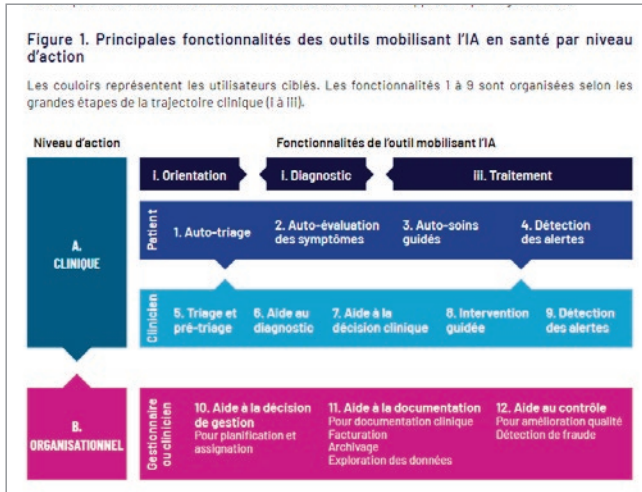 Figure 1. Principales fonctionnalités des outils mobilisant l'IA en santé par niveau
d'action
Les couloirs représentent les utilisateurs ciblés. Les fonctionnalités 1 à 9 sont organisées selon les
grandes étapes de la trajectoire clinique (i à iii).
Niveau d'action
Fonctionnalités de l'outil mobilisant l'IA
i. Orientation
i. Diagnostic
iii. Traitement
A.
CLINIQUE
Patient
1. Auto-triage
2. Auto-évaluation
des symptômes
3. Auto-soins
guidés
4. Détection
des alertes
Clinicien
5. Triage et
pré-triage
6. Aide au
diagnostic
7. Aide à la
décision clinique
8. Intervention
guidée
9. Détection
des alertes
B.
ORGANISATIONNEL
Gestionnaire
ou clinicien
10. Aide à la décision
de gestion
Pour planification et
assignation
11. Aide à la documentation
Pour documentation clinique
Facturation
Archivage
Exploration des données
12. Aide au contrôle
Pour amélioration qualité
Détection de fraude